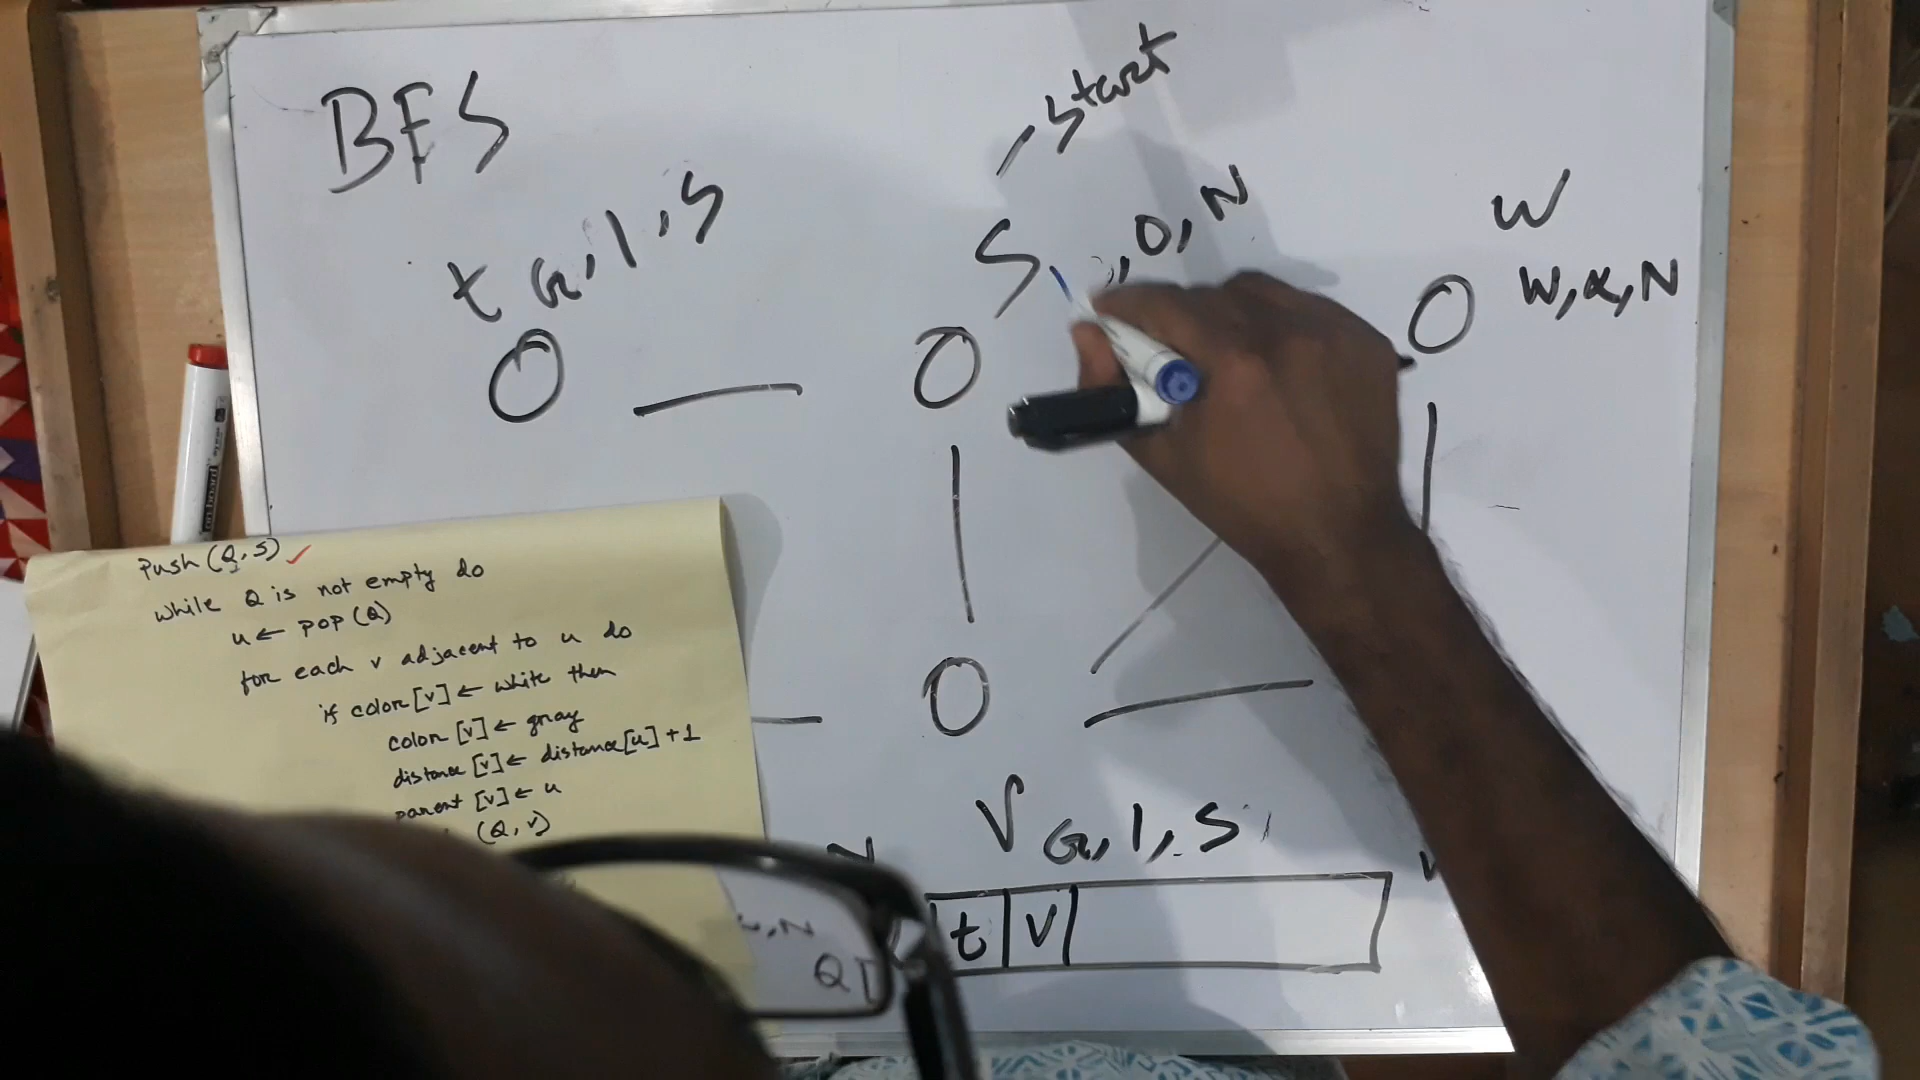 BFS
start
t G, 1, S
S , 0, N
W
W, α, N
Push (Q, S) ✓
while Q is not empty do
u ← pop (Q)
for each v adjacent to u do
if color [v] ← white then
color [v] ← gray
distance [v] ← distance [u] + 1
parent [v] ← u
(Q, v)
V G, 1, S
N
, N
Q
t V